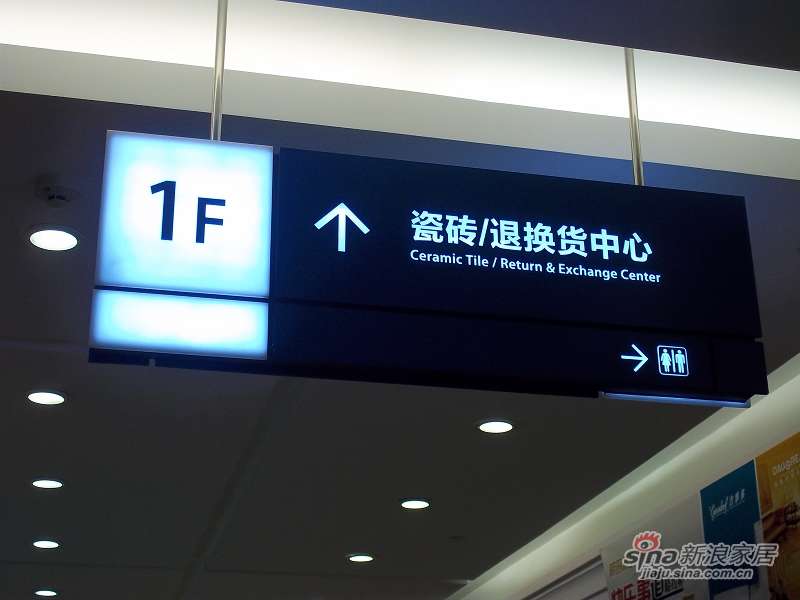 1F
瓷砖/退换货中心
Ceramic Tile / Return & Exchange Center
sina新浪家居
jiaju.sina.com.cn